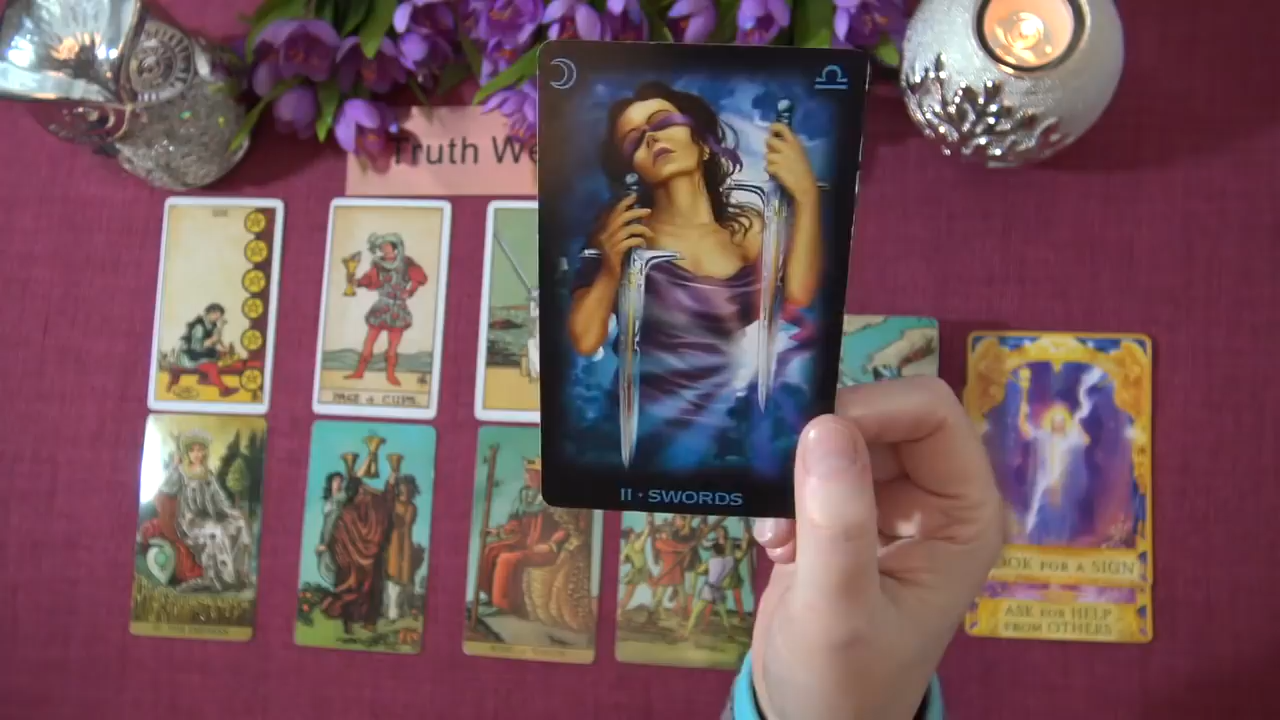 Truth We
PAGE of CUPS.
II • SWORDS
OOK FOR A SIGN
ASK FOR HELP
FROM OTHERS